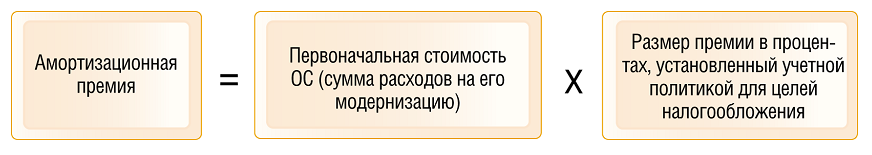 Амортизационная
премия
=
Первоначальная стоимость
ОС (сумма расходов на его
модернизацию)
X
Размер премии в процен-
тах, установленный учетной
политикой для целей
налогообложения